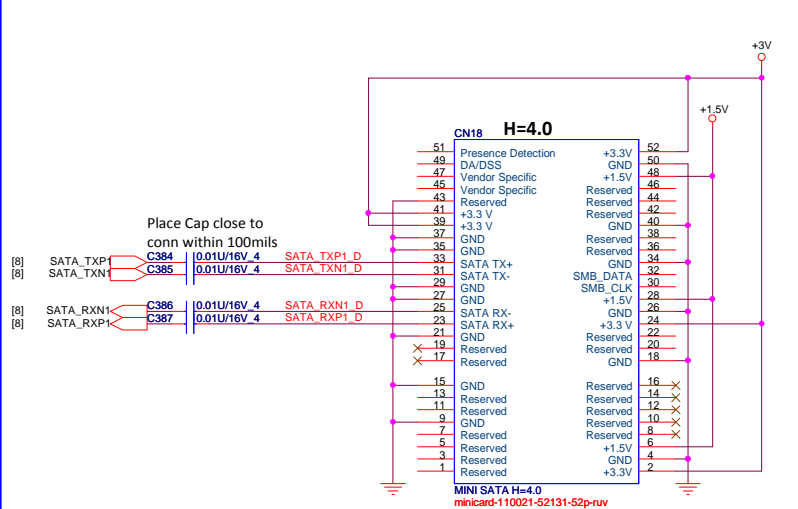 +3V
+1.5V
CN18 H=4.0
51 Presence Detection +3.3V 52
49 DA/DSS GND 50
47 Vendor Specific +1.5V 48
45 Vendor Specific Reserved 46
43 Reserved Reserved 44
41 +3.3 V Reserved 42
39 +3.3 V GND 40
37 GND Reserved 38
35 GND Reserved 36
33 SATA TX+ GND 34
31 SATA TX- SMB_DATA 32
29 GND SMB_CLK 30
27 GND +1.5V 28
25 SATA RX- GND 26
23 SATA RX+ +3.3 V 24
21 GND Reserved 22
19 Reserved Reserved 20
17 Reserved GND 18
15 GND Reserved 16
13 Reserved Reserved 14
11 Reserved Reserved 12
9 GND Reserved 10
7 Reserved Reserved 8
5 Reserved +1.5V 6
3 Reserved GND 4
1 Reserved +3.3V 2
Place Cap close to
conn within 100mils
[8] SATA_TXP1 C384 0.01U/16V_4 SATA_TXP1_D
[8] SATA_TXN1 C385 0.01U/16V_4 SATA_TXN1_D
[8] SATA_RXN1 C386 0.01U/16V_4 SATA_RXN1_D
[8] SATA_RXP1 C387 0.01U/16V_4 SATA_RXP1_D
MINI SATA H=4.0
minicard-110021-52131-52p-ruv